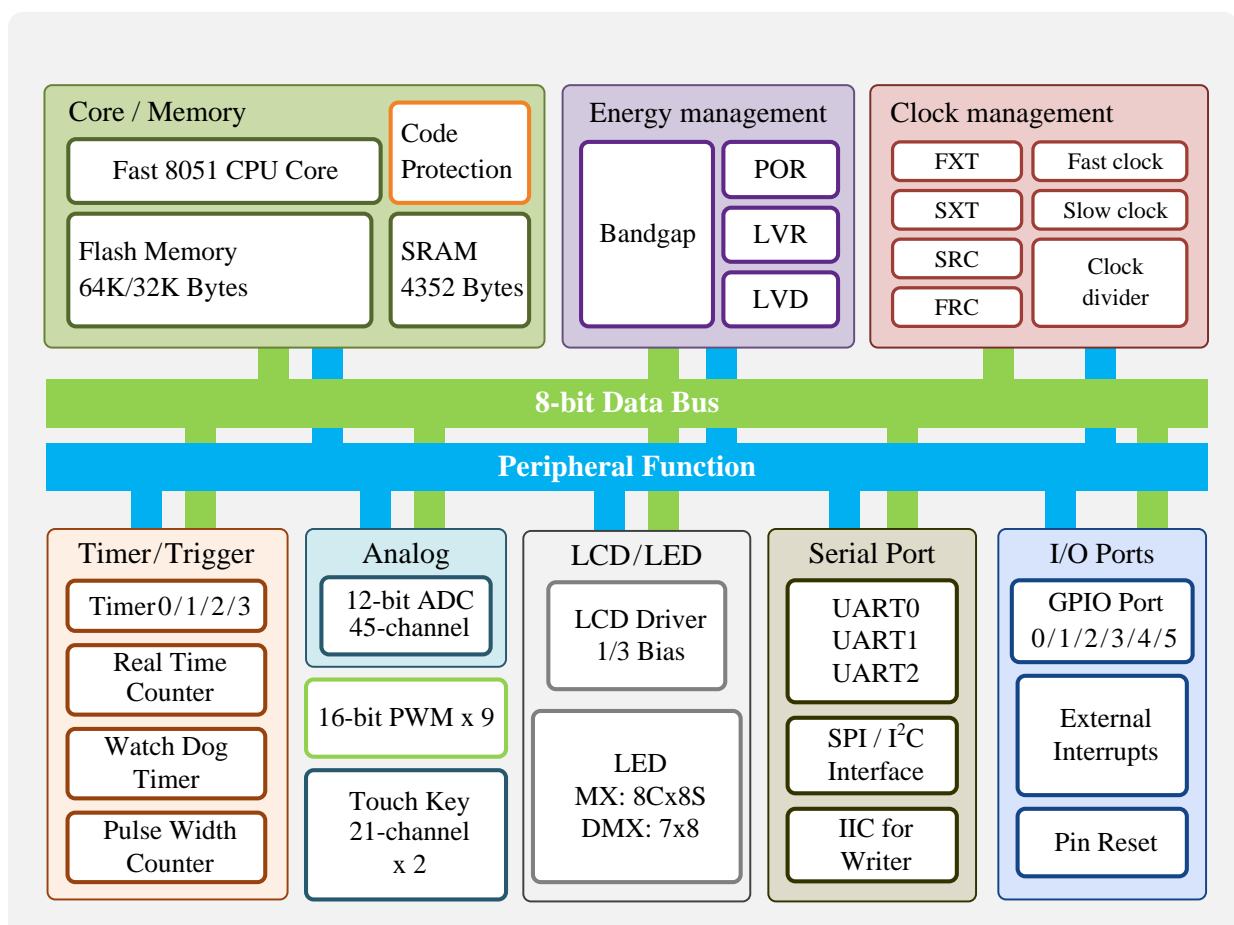 Core / Memory
Fast 8051 CPU Core
Code
Protection
Flash Memory
64K/32K Bytes
SRAM
4352 Bytes
Energy management
Bandgap
POR
LVR
LVD
Clock management
FXT
SXT
SRC
FRC
Fast clock
Slow clock
Clock
divider
8-bit Data Bus
Peripheral Function
Timer/Trigger
Timer0/1/2/3
Real Time
Counter
Watch Dog
Timer
Pulse Width
Counter
Analog
12-bit ADC
45-channel
16-bit PWM x 9
Touch Key
21-channel
x 2
LCD/LED
LCD Driver
1/3 Bias
LED
MX: 8Cx8S
DMX: 7x8
Serial Port
UART0
UART1
UART2
SPI / I²C
Interface
IIC for
Writer
I/O Ports
GPIO Port
0/1/2/3/4/5
External
Interrupts
Pin Reset